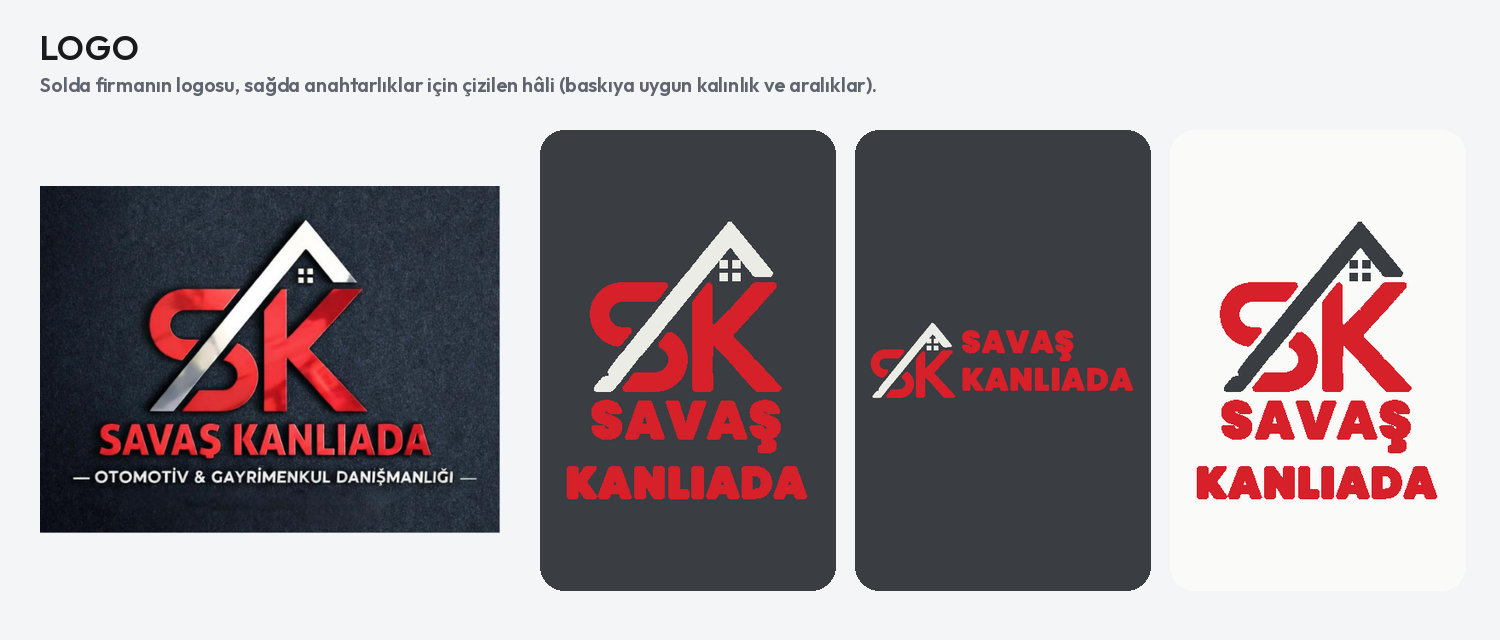 LOGO
Solda firmanın logosu, sağda anahtarlıklar için çizilen hâli (baskıya uygun kalınlık ve aralıklar).
SK
SAVAŞ KANLIADA
— OTOMOTİV & GAYRİMENKUL DANIŞMANLIĞI —
SK
SAVAŞ
KANLIADA
SK
SAVAŞ
KANLIADA
SK
SAVAŞ
KANLIADA